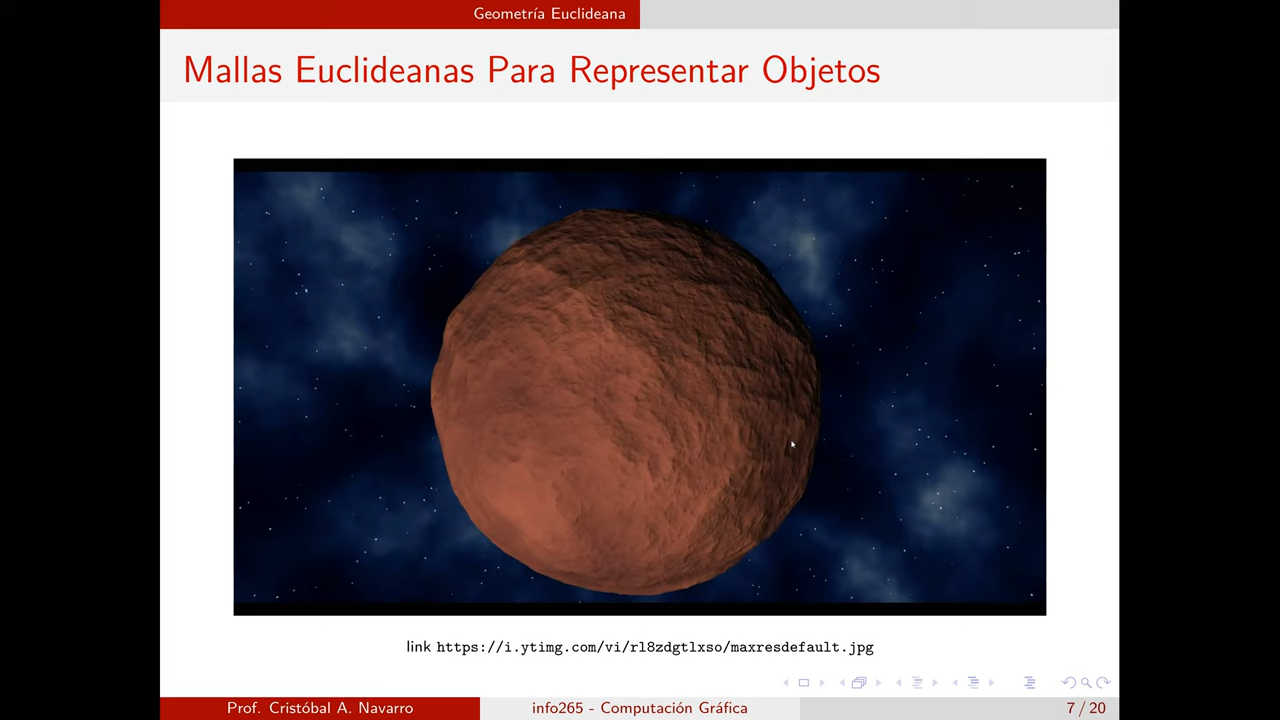 Geometría Euclideana
Mallas Euclideanas Para Representar Objetos
link https://i.ytimg.com/vi/rl8zdgtlxso/maxresdefault.jpg
Prof. Cristóbal A. Navarro
info265 - Computación Gráfica
7 / 20